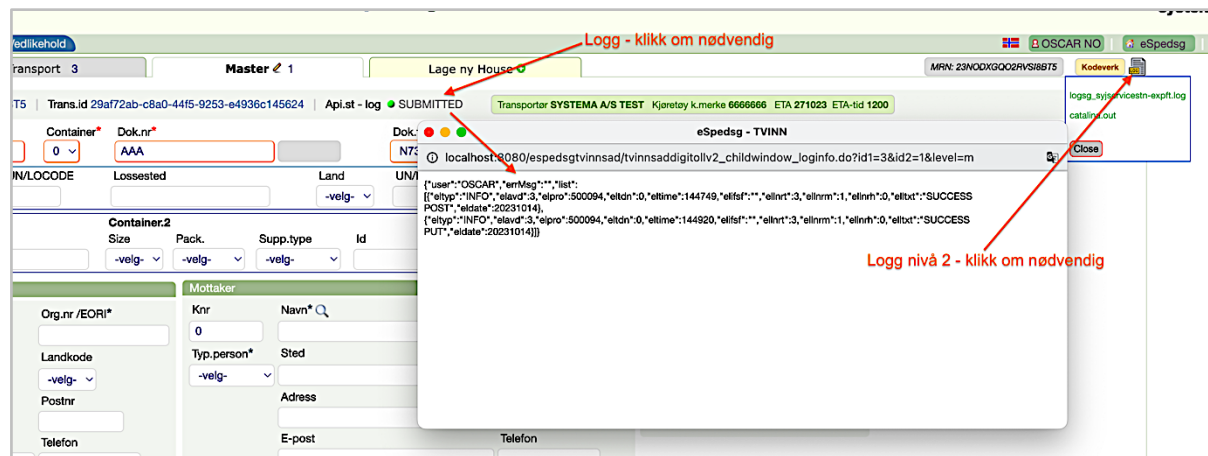 Vedlikehold
Logg - klikk om nødvendig
OSCAR NO
eSpedsg
Transport 3
Master 1
Lage ny House
MRN: 23NODXGQO2RVSI8BT5
Kodeverk
T5 | Trans.id 29af72ab-c8a0-44f5-9253-e4936c145624 | Api.st - log SUBMITTED
Transportør SYSTEMA A/S TEST Kjøretøy k.merke 6666666 ETA 271023 ETA-tid 1200
logsg_syjservicestn-expft.log
catalina.out
Close
Container* Dok.nr*
Dok.
0 AAA
N73
eSpedsg - TVINN
localhost:8080/espedsgtvinnsad/tvinnsaddigitollv2_childwindow_loginfo.do?id1=3&id2=1&level=m
UN/LOCODE Lossested Land UN/
-velg-
{"user":"OSCAR","errMsg":"","list":
[{"eltyp":"INFO","elavd":3,"elpro":500094,"eltdn":0,"eltime":144749,"elifsf":"","ellnrt":3,"ellnrm":1,"ellnrh":0,"elltxt":"SUCCESS
POST","eldate":20231014},
{"eltyp":"INFO","elavd":3,"elpro":500094,"eltdn":0,"eltime":144920,"elifsf":"","ellnrt":3,"ellnrm":1,"ellnrh":0,"elltxt":"SUCCESS
PUT","eldate":20231014}]}
Container.2
Size Pack. Supp.type Id
-velg- -velg- -velg-
Logg nivå 2 - klikk om nødvendig
Mottaker
Org.nr /EORI* Knr Navn*
0
Landkode Typ.person* Sted
-velg- -velg-
Postnr Adress
Telefon E-post Telefon